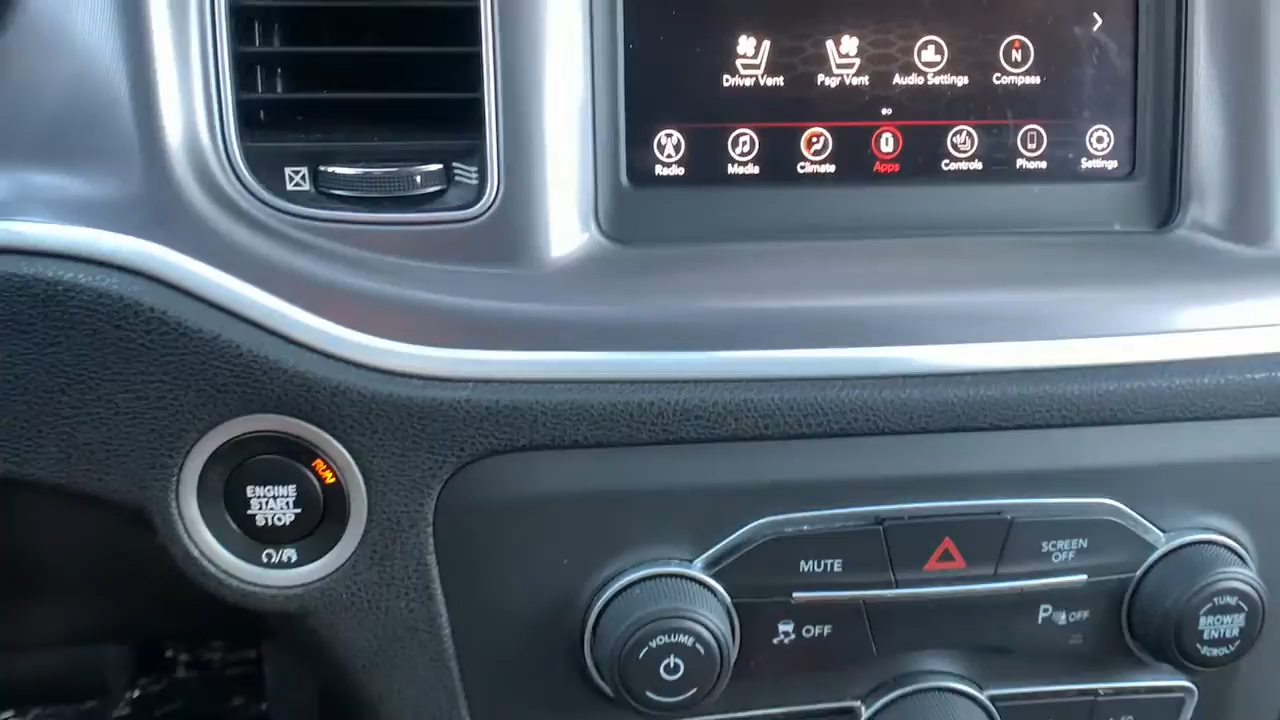 Driver Vent
Psgr Vent
Audio Settings
N
Compass
Radio
Media
Climate
Apps
Controls
Phone
Settings
RUN
ENGINE
START
STOP
MUTE
SCREEN
OFF
OFF
P OFF
VOLUME
TUNE
BROWSE
ENTER
SCROLL